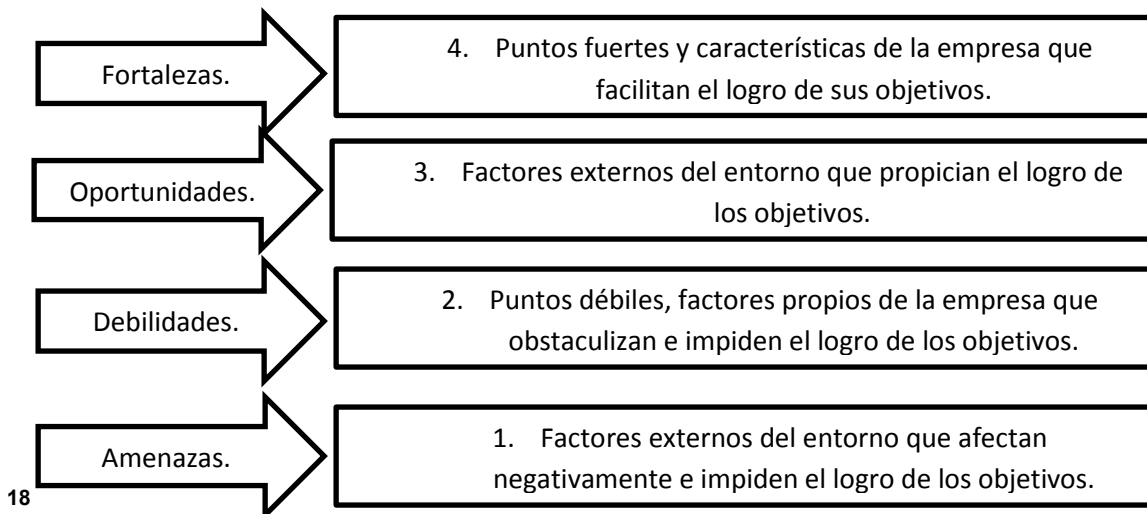 Fortalezas.
4. Puntos fuertes y características de la empresa que
facilitan el logro de sus objetivos.
Oportunidades.
3. Factores externos del entorno que propician el logro de
los objetivos.
Debilidades.
2. Puntos débiles, factores propios de la empresa que
obstaculizan e impiden el logro de los objetivos.
Amenazas.
1. Factores externos del entorno que afectan
negativamente e impiden el logro de los objetivos.
18